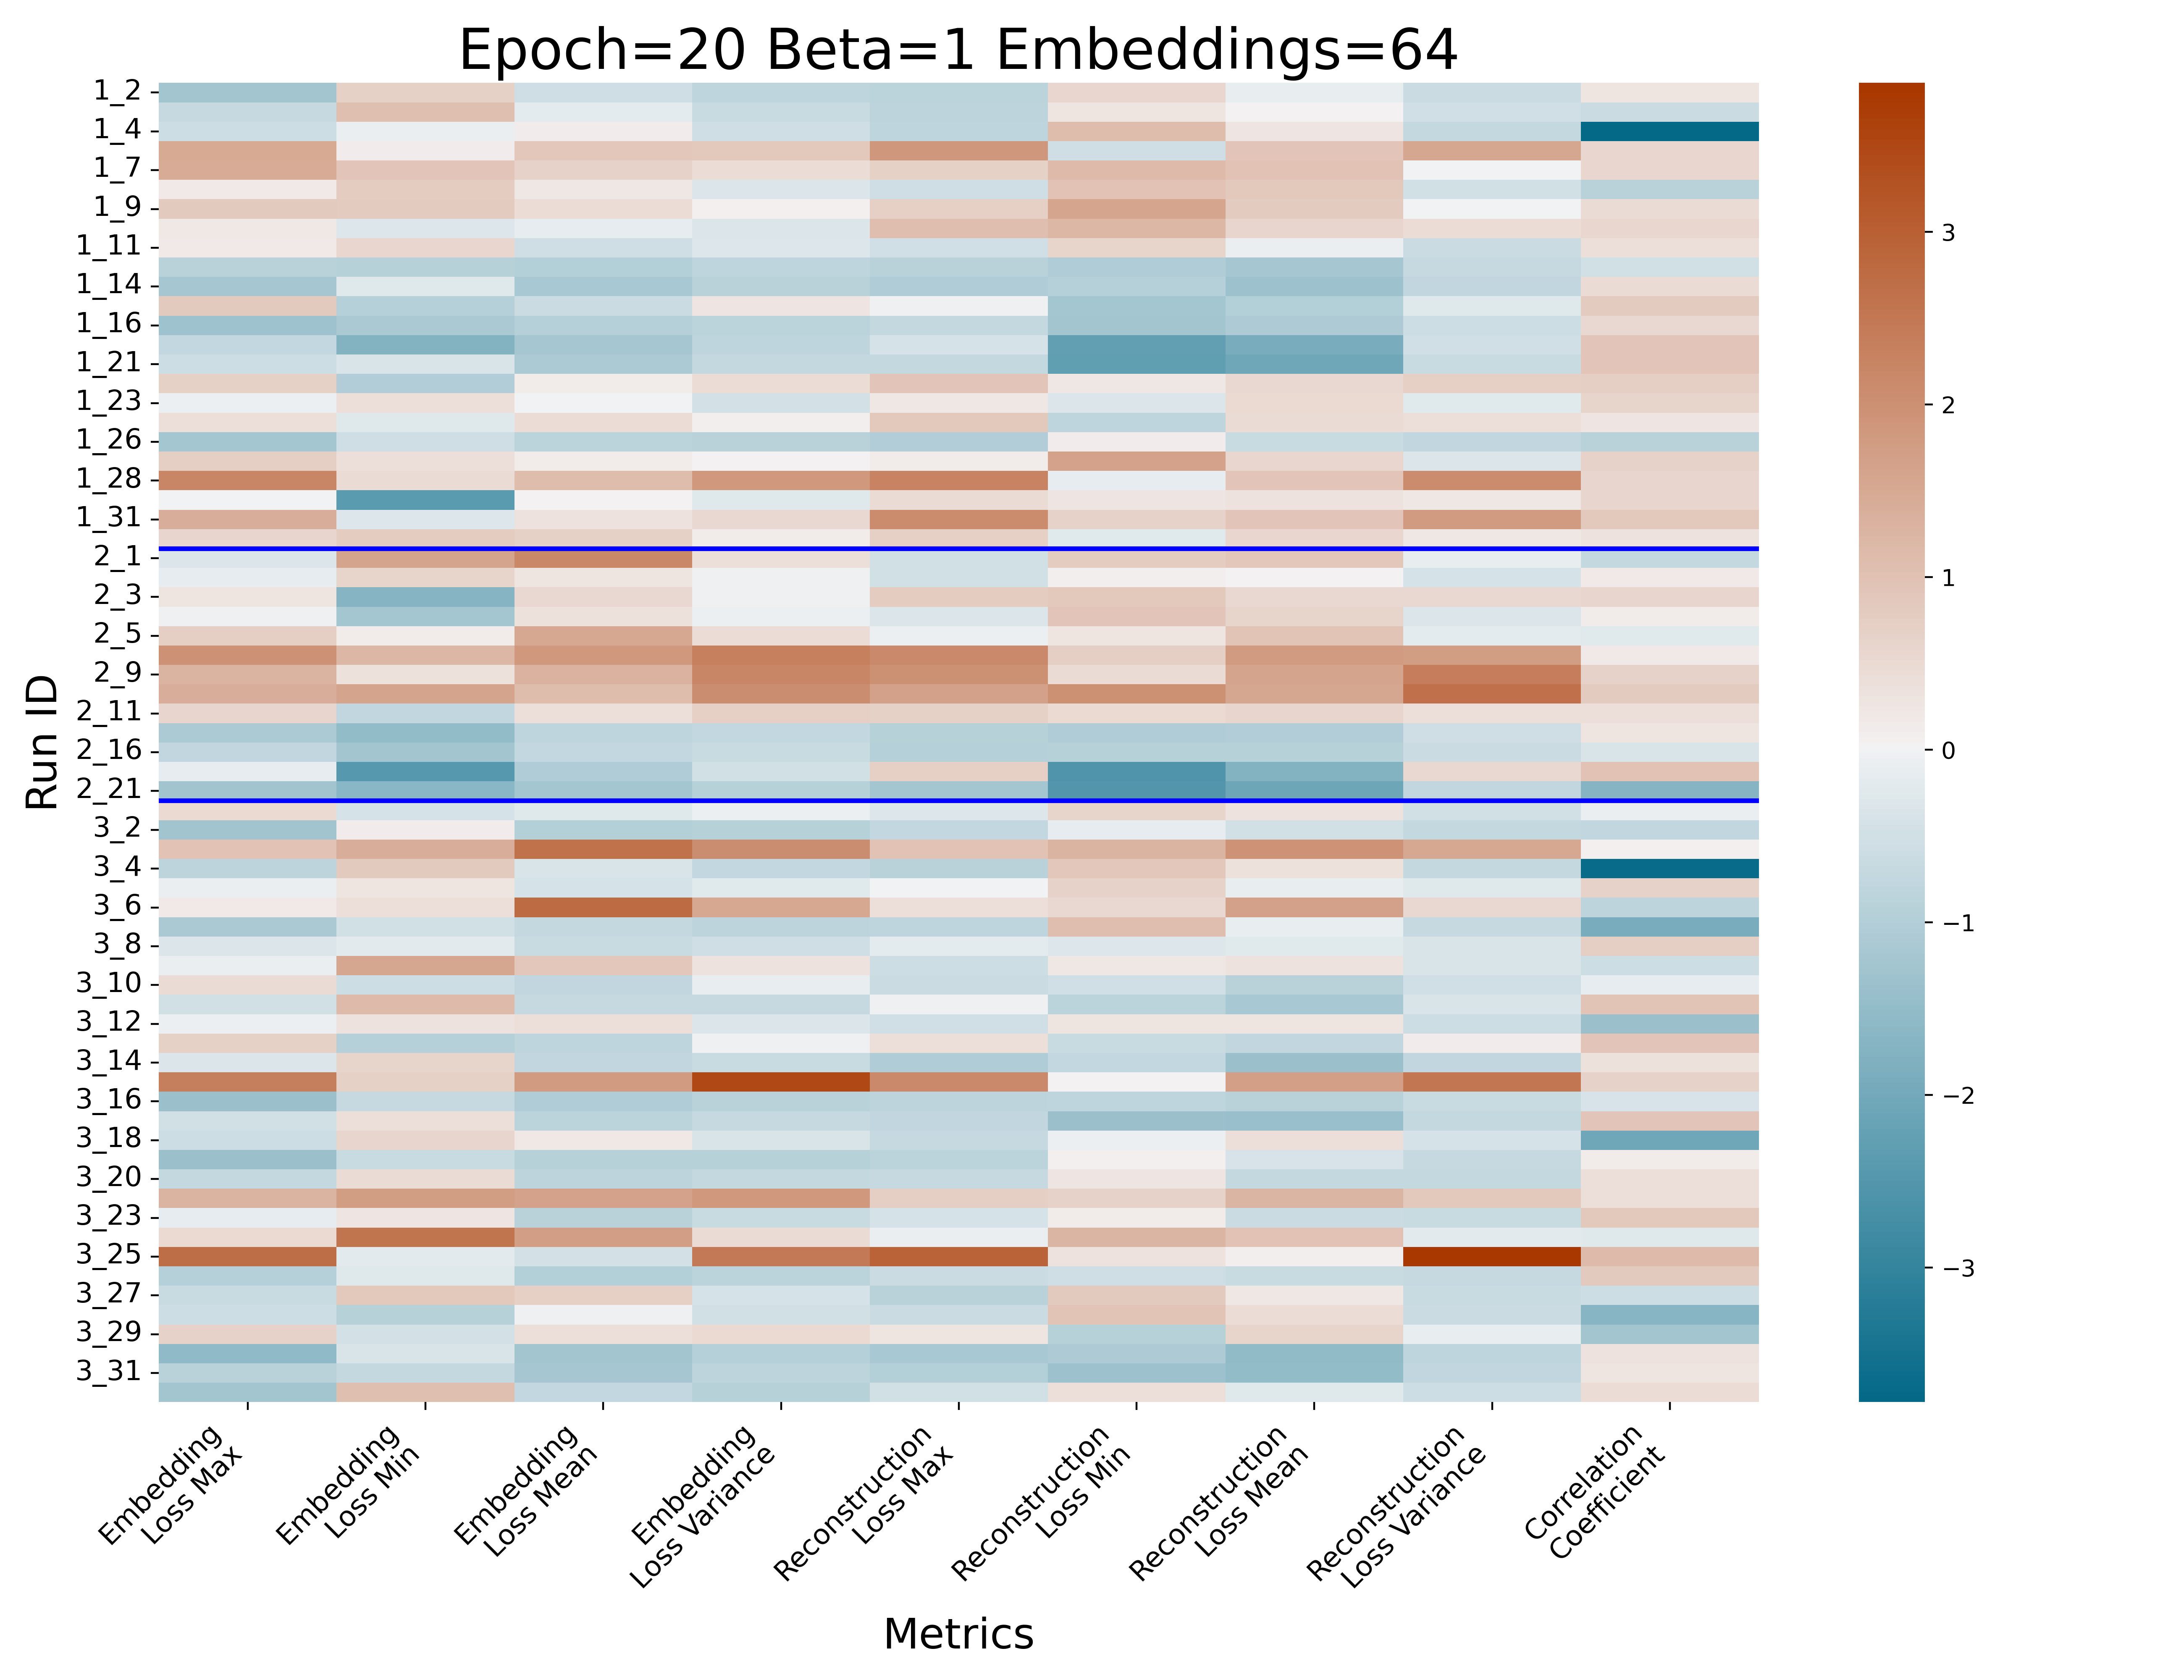 Epoch=20 Beta=1 Embeddings=64
Run ID
1_2
1_4
1_7
1_9
1_11
1_14
1_16
1_21
1_23
1_26
1_28
1_31
2_1
2_3
2_5
2_9
2_11
2_16
2_21
3_2
3_4
3_6
3_8
3_10
3_12
3_14
3_16
3_18
3_20
3_23
3_25
3_27
3_29
3_31
Embedding
Loss Max
Embedding
Loss Min
Embedding
Loss Mean
Embedding
Loss Variance
Reconstruction
Loss Max
Reconstruction
Loss Min
Reconstruction
Loss Mean
Reconstruction
Loss Variance
Correlation
Coefficient
Metrics
3
2
1
0
−1
−2
−3